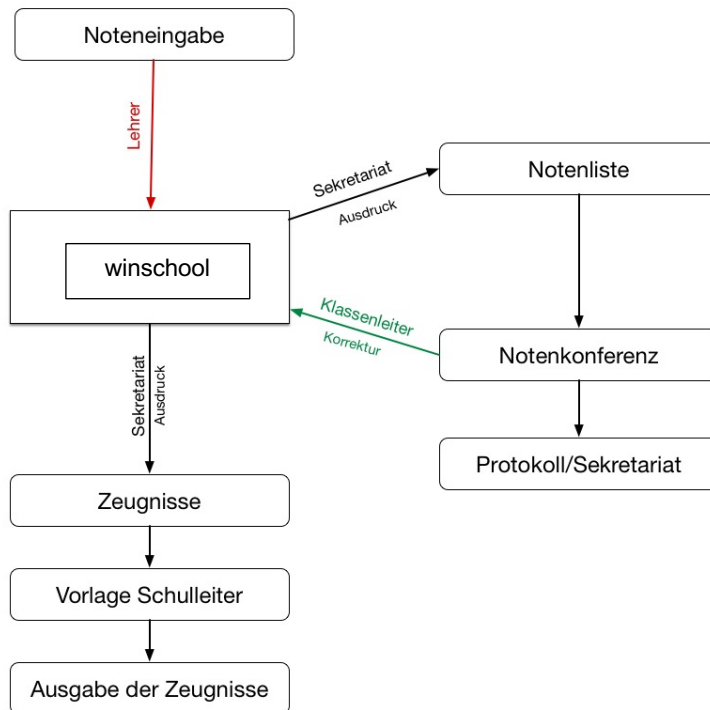 Noteneingabe
Lehrer
Sekretariat
Ausdruck
Notenliste
winschool
Klassenleiter
Korrektur
Notenkonferenz
Sekretariat
Ausdruck
Protokoll/Sekretariat
Zeugnisse
Vorlage Schulleiter
Ausgabe der Zeugnisse